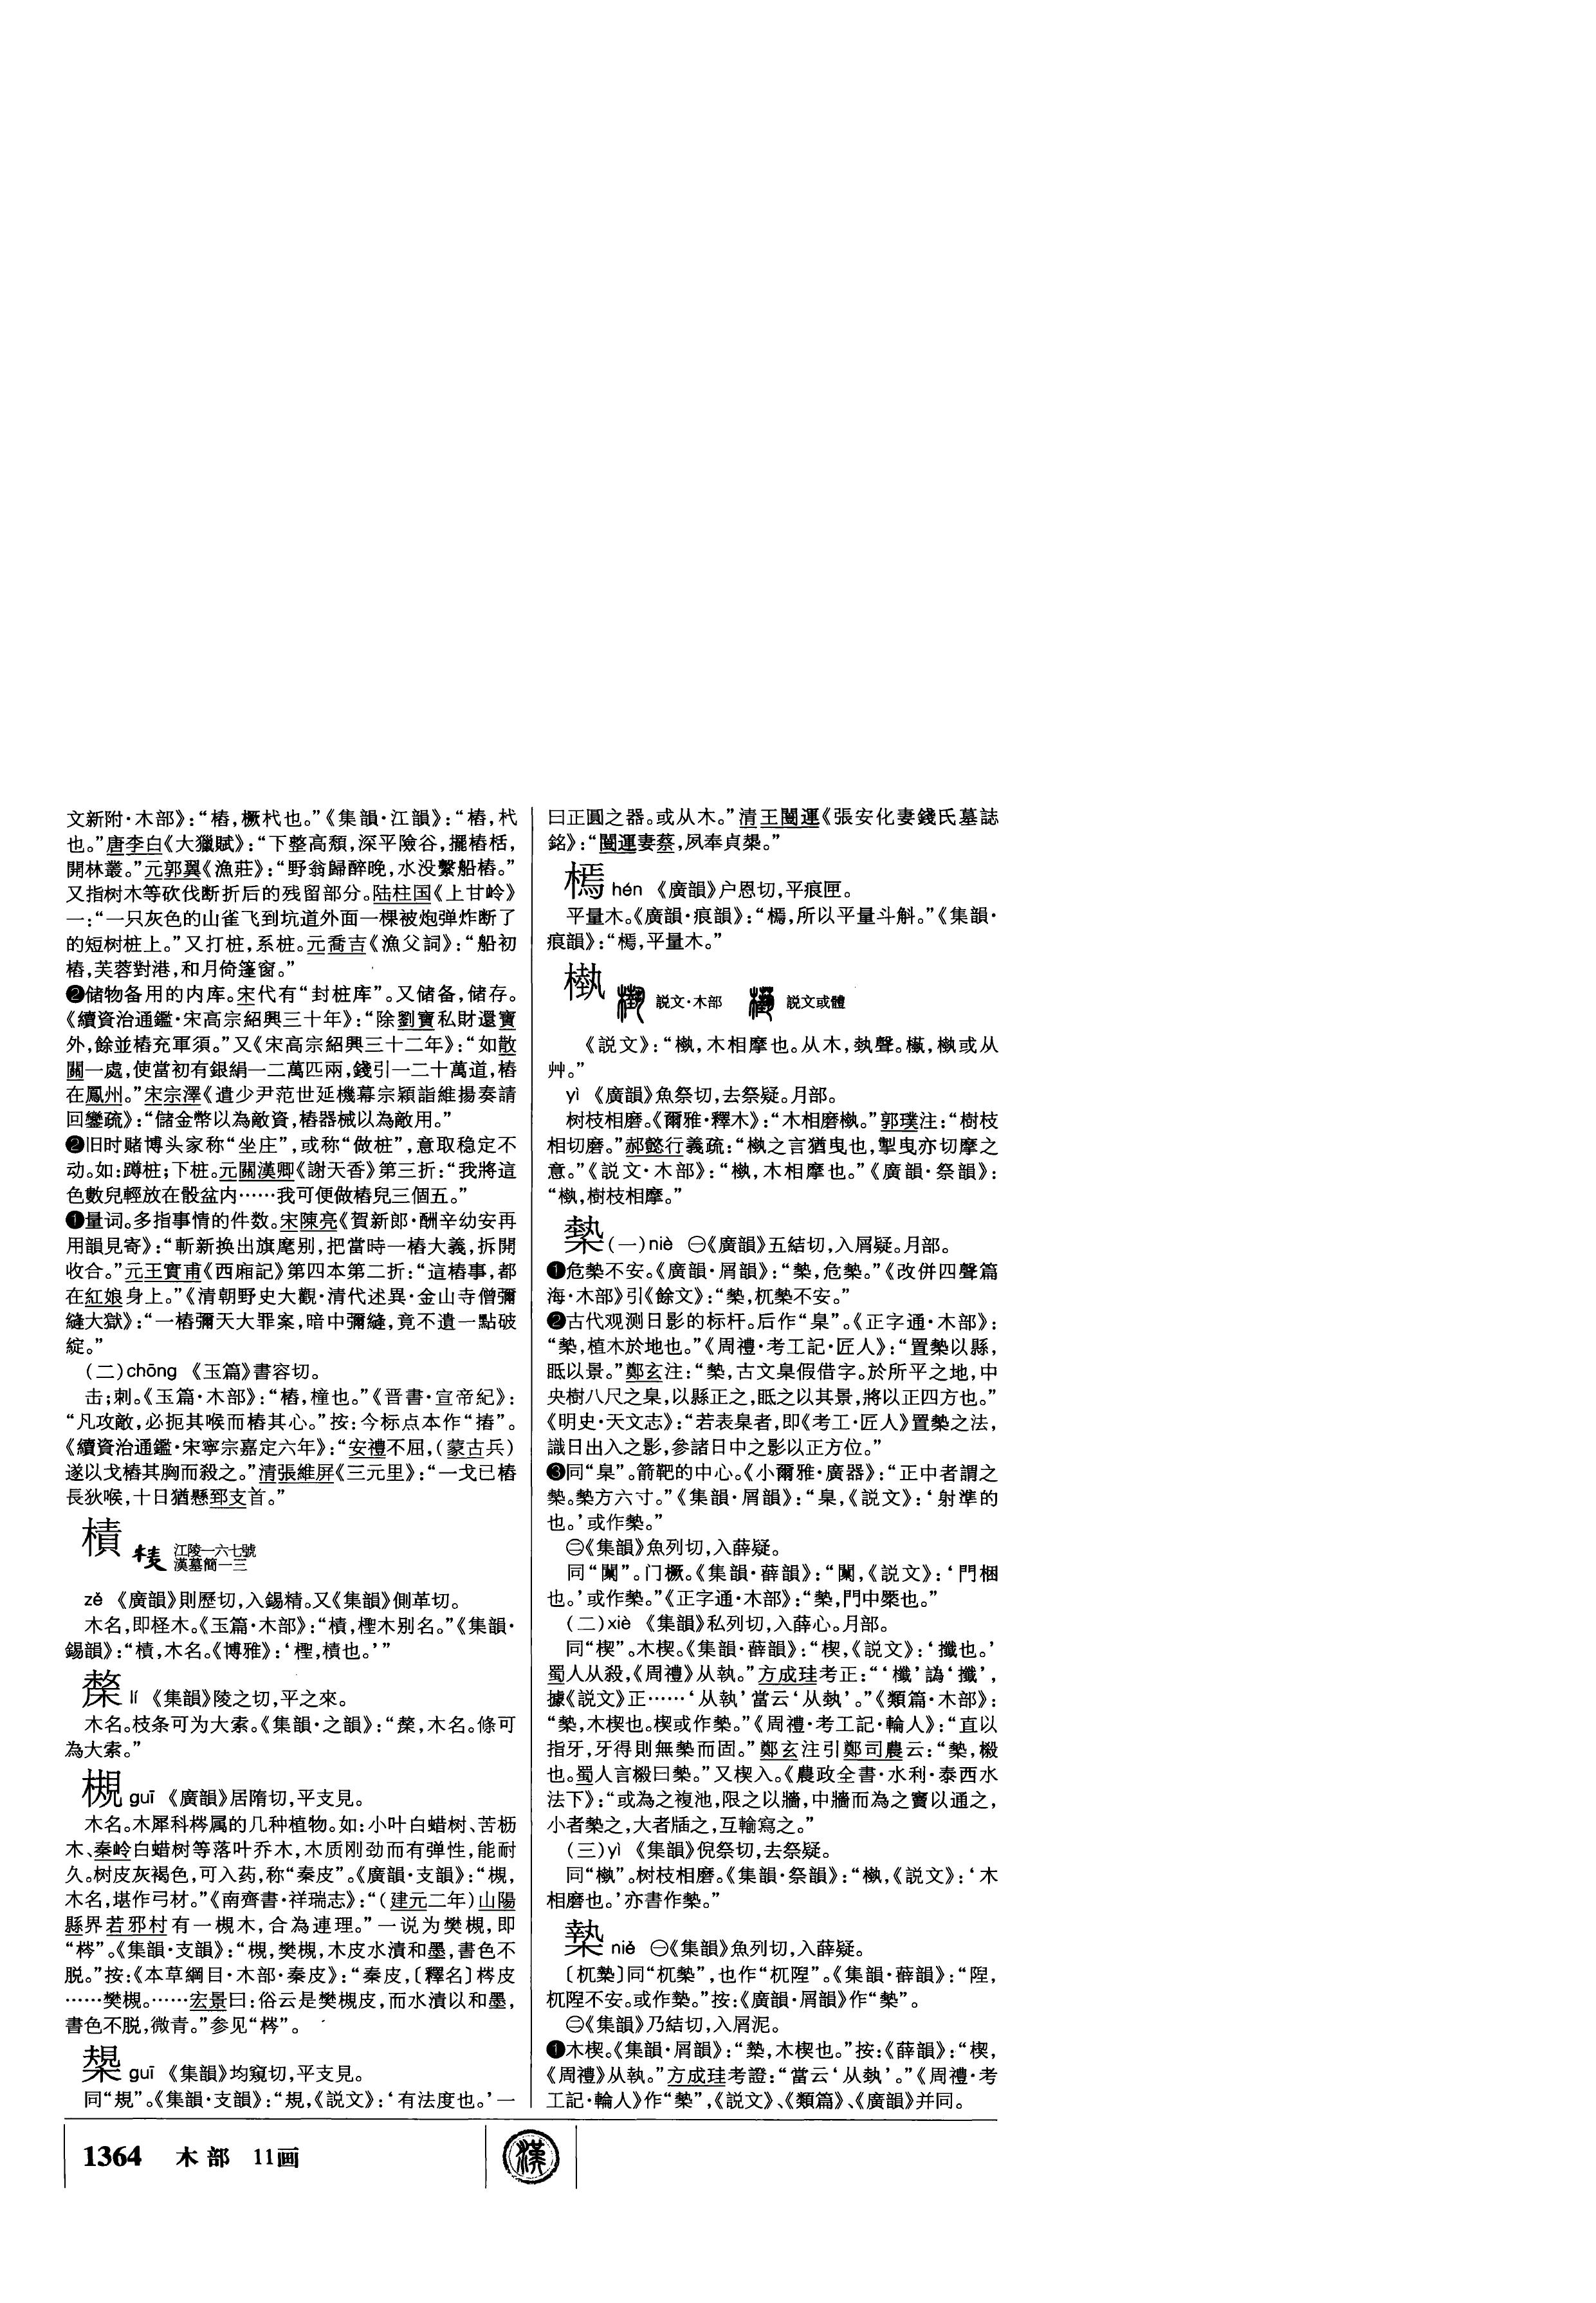 文新附·木部》：“樁，橛杙也。”《集韻·江韻》：“樁，杙
也。”唐李白《大獵賦》：“下整高頹，深平險谷，擺樁栝，
開林叢。”元郭翼《漁莊》：“野翁歸醉晚，水没繫船樁。”
又指树木等砍伐断折后的残留部分。陆柱国《上甘岭》
一：“一只灰色的山雀飞到坑道外面一棵被炮弹炸断了
的短树桩上。”又打桩，系桩。元喬吉《漁父詞》：“船初
樁，芙蓉對港，和月倚篷窗。”
❷储物备用的内库。宋代有“封桩库”。又储备，储存。
《續資治通鑑·宋高宗紹興三十年》：“除劉寶私財還寶
外，餘並樁充軍須。”又《宋高宗紹興三十二年》：“如散
關一處，使當初有銀絹一二萬匹兩，錢引一二十萬道，樁
在鳳州。”宋宗澤《遣少尹范世延機幕宗穎詣維揚奏請
回鑾疏》：“儲金幣以為敵資，樁器械以為敵用。”
❷旧时赌博头家称“坐庄”，或称“做桩”，意取稳定不
动。如：蹲桩；下桩。元關漢卿《謝天香》第三折：“我將這
色數兒輕放在骰盆内……我可便做樁兒三個五。”
❶量词。多指事情的件数。宋陳亮《賀新郎·酬辛幼安再
用韻見寄》：“斬新换出旗麾别，把當時一樁大義，拆開
收合。”元王實甫《西廂記》第四本第二折：“這樁事，都
在紅娘身上。”《清朝野史大觀·清代述異·金山寺僧彌
縫大獄》：“一樁彌天大罪案，暗中彌縫，竟不遺一點破
綻。”
（二）chōng 《玉篇》書容切。
击；刺。《玉篇·木部》：“樁，橦也。”《晋書·宣帝紀》：
“凡攻敵，必扼其喉而樁其心。”按：今标点本作“摏”。
《續資治通鑑·宋寧宗嘉定六年》：“安禮不屈，（蒙古兵）
遂以戈樁其胸而殺之。”清張維屏《三元里》：“一戈已樁
長狄喉，十日猶懸郅支首。”
樍 江陵一六七號
漢墓簡一三
zé 《廣韻》則歷切，入錫精。又《集韻》側革切。
木名，即柽木。《玉篇·木部》：“樍，檉木别名。”《集韻·
錫韻》：“樍，木名。《博雅》：‘檉，樍也。’”
漦 lí 《集韻》陵之切，平之來。
木名。枝条可为大索。《集韻·之韻》：“，木名。條可
為大索。”
槻 guī 《廣韻》居隋切，平支見。
木名。木犀科梣属的几种植物。如：小叶白蜡树、苦枥
木、秦岭白蜡树等落叶乔木，木质刚劲而有弹性，能耐
久。树皮灰褐色，可入药，称“秦皮”。《廣韻·支韻》：“槻，
木名，堪作弓材。”《南齊書·祥瑞志》：“（建元二年）山陽
縣界若邪村有一槻木，合為連理。”一说为樊槻，即
“梣”。《集韻·支韻》：“槻，樊槻，木皮水漬和墨，書色不
脱。”按：《本草綱目·木部·秦皮》：“秦皮，〔釋名〕梣皮
……樊槻。……宏景曰：俗云是樊槻皮，而水漬以和墨，
書色不脱，微青。”参见“梣”。
槼 guī 《集韻》均窺切，平支見。
同“規”。《集韻·支韻》：“規，《説文》：‘有法度也。’一
曰正圓之器。或从木。”清王闓運《張安化妻錢氏墓誌
銘》：“闓運妻蔡，夙奉貞槼。”
㮥 hén 《廣韻》户恩切，平痕匣。
平量木。《廣韻·痕韻》：“，所以平量斗斛。”《集韻·
痕韻》：“，平量木。”
槸 説文·木部 説文或體
《説文》：“槸，木相摩也。从木，埶聲。㰙，槸或从
艸。”
yì 《廣韻》魚祭切，去祭疑。月部。
树枝相磨。《爾雅·釋木》：“木相磨槸。”郭璞注：“樹枝
相切磨。”郝懿行義疏：“槸之言猶曳也，掣曳亦切摩之
意。”《説文·木部》：“槸，木相摩也。”《廣韻·祭韻》：
“槸，樹枝相摩。”
槷（一）niè ㊀《廣韻》五結切，入屑疑。月部。
❶危槷不安。《廣韻·屑韻》：“槷，危槷。”《改併四聲篇
海·木部》引《餘文》：“槷，杌槷不安。”
❷古代观测日影的标杆。后作“臬”。《正字通·木部》：
“槷，植木於地也。”《周禮·考工記·匠人》：“置槷以縣，
眡以景。”鄭玄注：“槷，古文臬假借字。於所平之地，中
央樹八尺之臬，以縣正之，眡之以其景，將以正四方也。”
《明史·天文志》：“若表臬者，即《考工·匠人》置槷之法，
識日出入之影，參諸日中之影以正方位。”
❸同“臬”。箭靶的中心。《小爾雅·廣器》：“正中者謂之
槷。槷方六寸。”《集韻·屑韻》：“臬，《説文》：‘射準的
也。’或作槷。”
㊁《集韻》魚列切，入薛疑。
同“闑”。门橛。《集韻·薛韻》：“闑，《説文》：‘門梱
也。’或作槷。”《正字通·木部》：“槷，門中橜也。”
（二）xiè 《集韻》私列切，入薛心。月部。
同“楔”。木楔。《集韻·薛韻》：“楔，《説文》：‘攕也。’
蜀人从殺，《周禮》从執。”方成珪考正：“‘櫼’譌‘攕’，
據《説文》正……‘从執’當云‘从埶’。”《類篇·木部》：
“槷，木楔也。楔或作槷。”《周禮·考工記·輪人》：“直以
指牙，牙得則無槷而固。”鄭玄注引鄭司農云：“槷，樧
也。蜀人言樧曰槷。”又楔入。《農政全書·水利·泰西水
法下》：“或為之複池，限之以牆，中牆而為之竇以通之，
小者槷之，大者牐之，互輸寫之。”
（三）yì 《集韻》倪祭切，去祭疑。
同“槸”。树枝相磨。《集韻·祭韻》：“槸，《説文》：‘木
相磨也。’亦書作槷。”
㯖 niè ㊀《集韻》魚列切，入薛疑。
〔杌〕同“杌槷”，也作“杌隉”。《集韻·薛韻》：“隉，
杌隉不安。或作。”按：《廣韻·屑韻》作“槷”。
㊁《集韻》乃結切，入屑泥。
❶木楔。《集韻·屑韻》：“，木楔也。”按：《薛韻》：“楔，
《周禮》从執。”方成珪考證：“當云‘从埶’。”《周禮·考
工記·輪人》作“槷”，《説文》、《類篇》、《廣韻》并同。
1364 木部 11画
漢